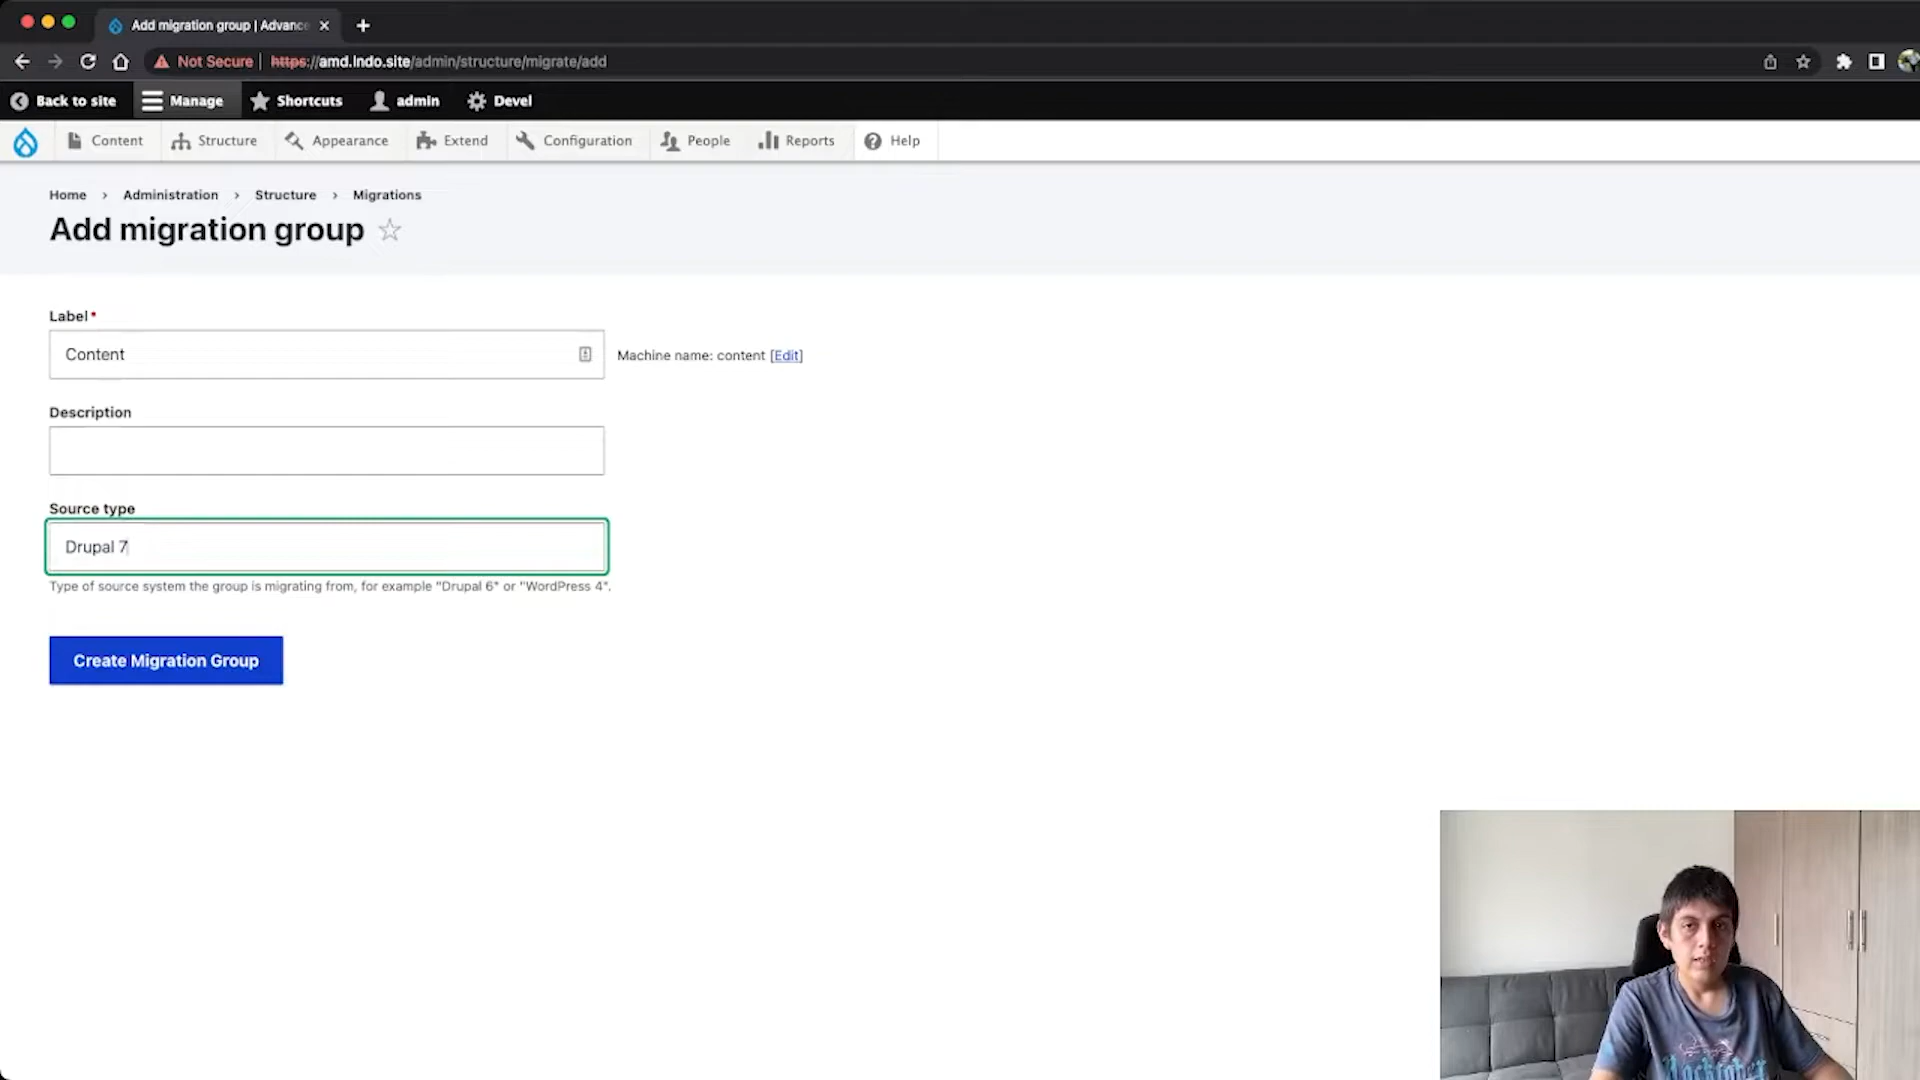 Add migration group | Advanc
Not Secure
https://amd.lndo.site/admin/structure/migrate/add
Back to site
Manage
Shortcuts
admin
Devel
Content
Structure
Appearance
Extend
Configuration
People
Reports
Help
Home › Administration › Structure › Migrations
Add migration group
Label*
Content
Machine name: content [Edit]
Description
Source type
Drupal 7
Type of source system the group is migrating from, for example "Drupal 6" or "WordPress 4".
Create Migration Group